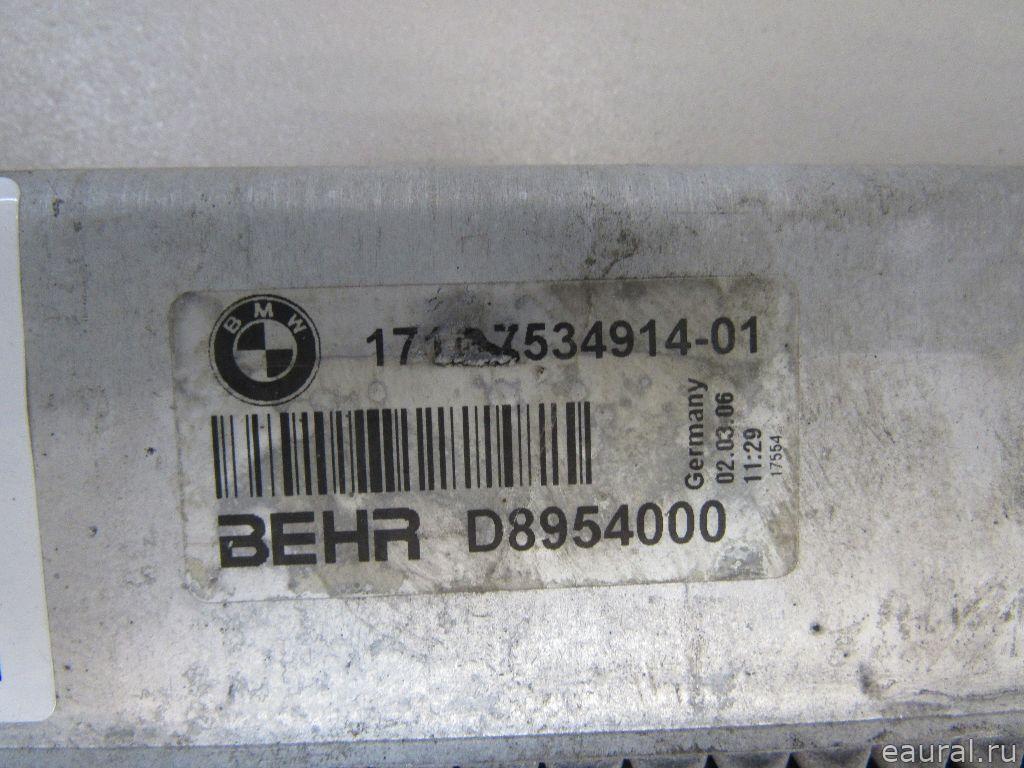 BMW
7534914-01
Germany
02.03.06
11:29
17554
BEHR D8954000
eaural.ru